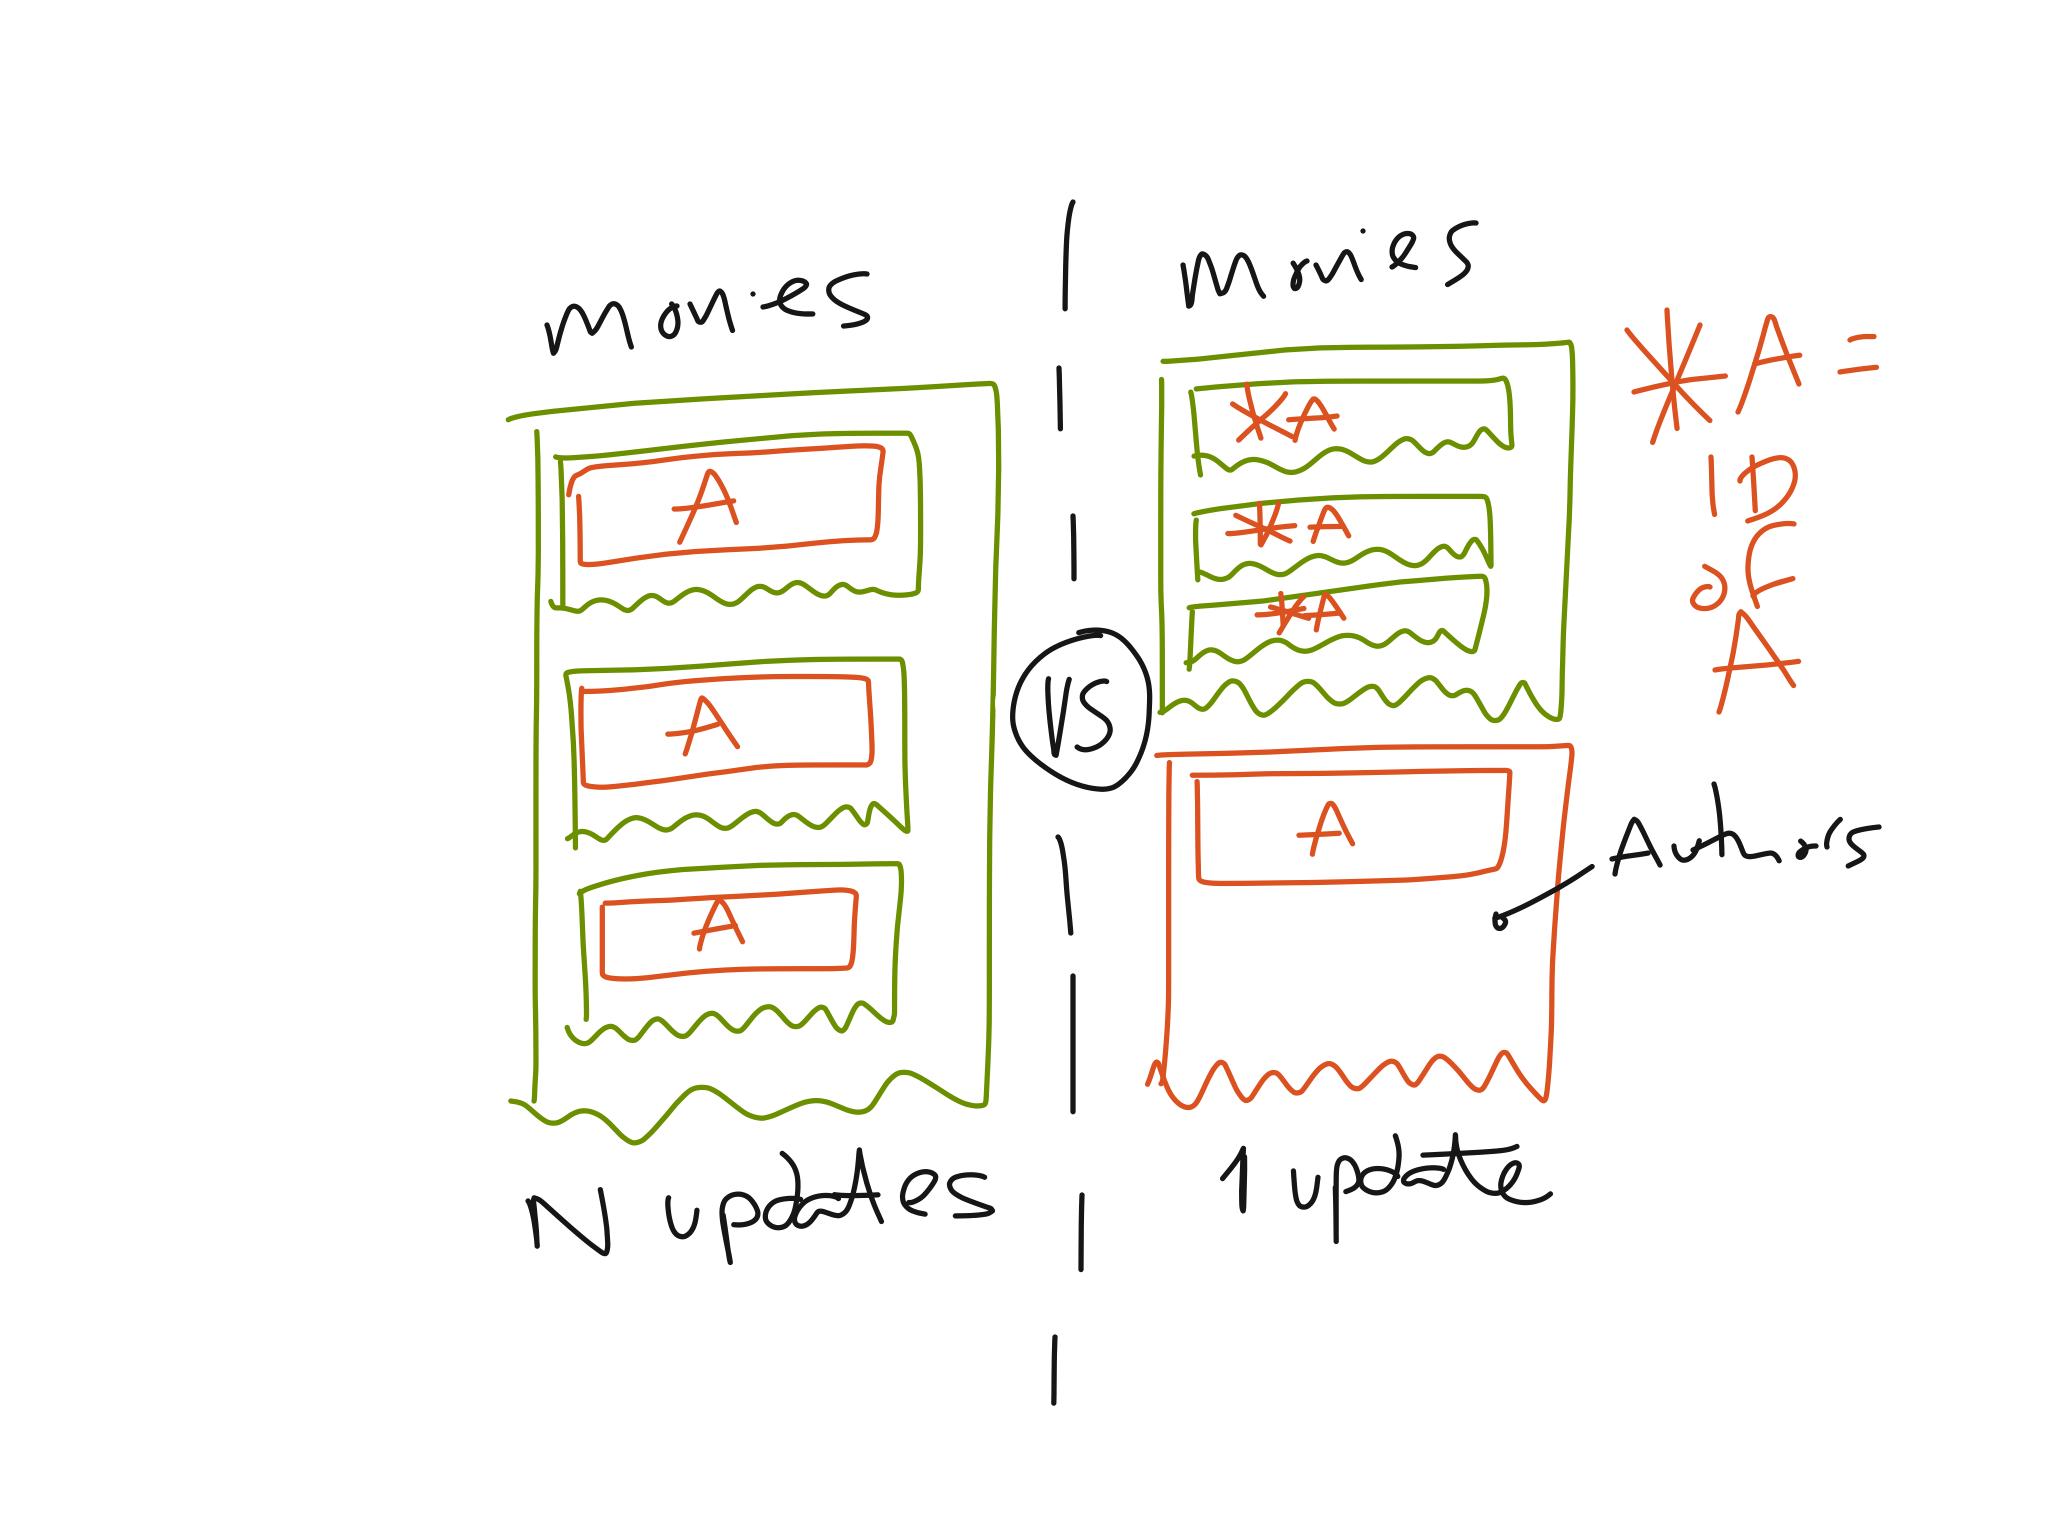 movies
A
A
A
N updates
VS
movies
*A
*A
*A
A
1 update
*A =
ID
of
A
Authors